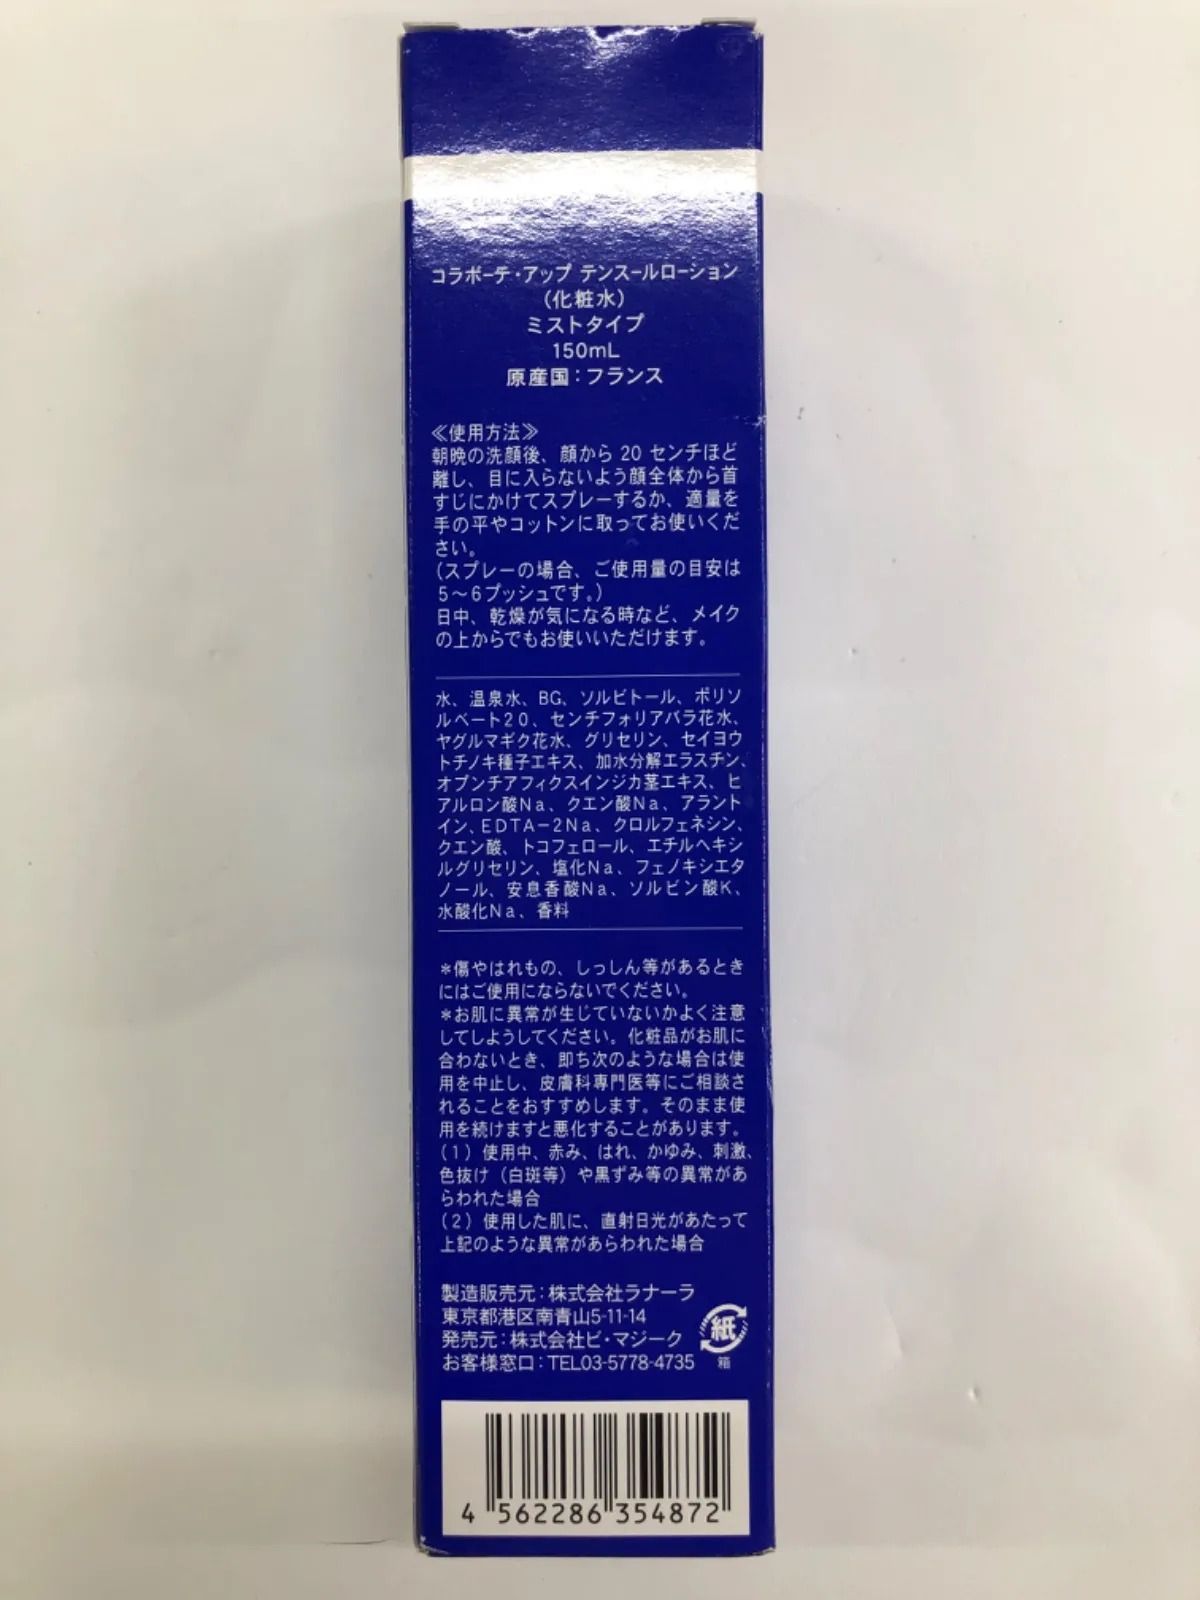 コラボーテ・アップ テンスールローション
（化粧水）
ミストタイプ
150mL
原産国：フランス
≪使用方法≫
朝晩の洗顔後、顔から 20 センチほど
離し、目に入らないよう顔全体から首
すじにかけてスプレーするか、適量を
手の平やコットンに取ってお使いくだ
さい。
（スプレーの場合、ご使用量の目安は
5～6プッシュです。）
日中、乾燥が気になる時など、メイク
の上からでもお使いいただけます。
水、温泉水、BG、ソルビトール、ポリソ
ルベート20、センチフォリアバラ花水、
ヤグルマギク花水、グリセリン、セイヨウ
トチノキ種子エキス、加水分解エラスチン、
オプンチアフィクスインジカ茎エキス、ヒ
アルロン酸Na、クエン酸Na、アラント
イン、EDTA－2Na、クロルフェネシン、
クエン酸、トコフェロール、エチルヘキシ
ルグリセリン、塩化Na、フェノキシエタ
ノール、安息香酸Na、ソルビン酸K、
水酸化Na、香料
＊傷やはれもの、しっしん等があるとき
にはご使用にならないでください。
＊お肌に異常が生じていないかよく注意
してしようしてください。化粧品がお肌に
合わないとき、即ち次のような場合は使
用を中止し、皮膚科専門医等にご相談さ
れることをおすすめします。そのまま使
用を続けますと悪化することがあります。
（1）使用中、赤み、はれ、かゆみ、刺激、
色抜け（白斑等）や黒ずみ等の異常があ
らわれた場合
（2）使用した肌に、直射日光があたって
上記のような異常があらわれた場合
製造販売元：株式会社ラナーラ
東京都港区南青山5-11-14
発売元：株式会社ビ・マジーク
お客様窓口：TEL03-5778-4735
紙
箱
4 562286 354872